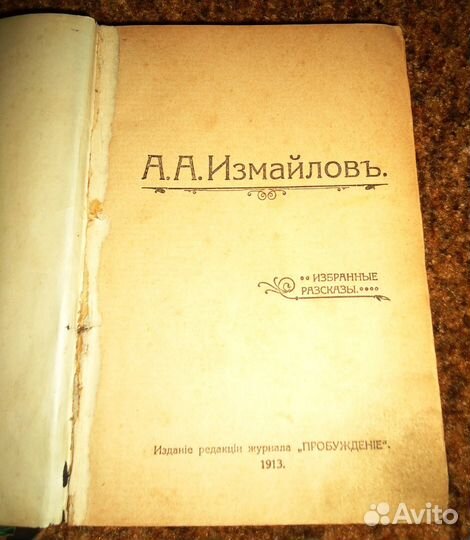 А.А.Измайловъ.
ИЗБРАННЫЕ
РАЗСКАЗЫ.
Изданіе редакціи журнала „ПРОБУЖДЕНІЕ“.
1913.
Avito